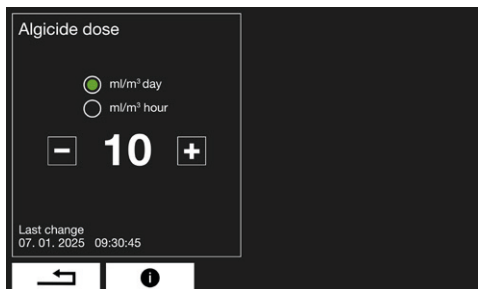 Algicide dose
ml/m³ day
ml/m³ hour
− 10 +
Last change
07. 01. 2025 09:30:45
i